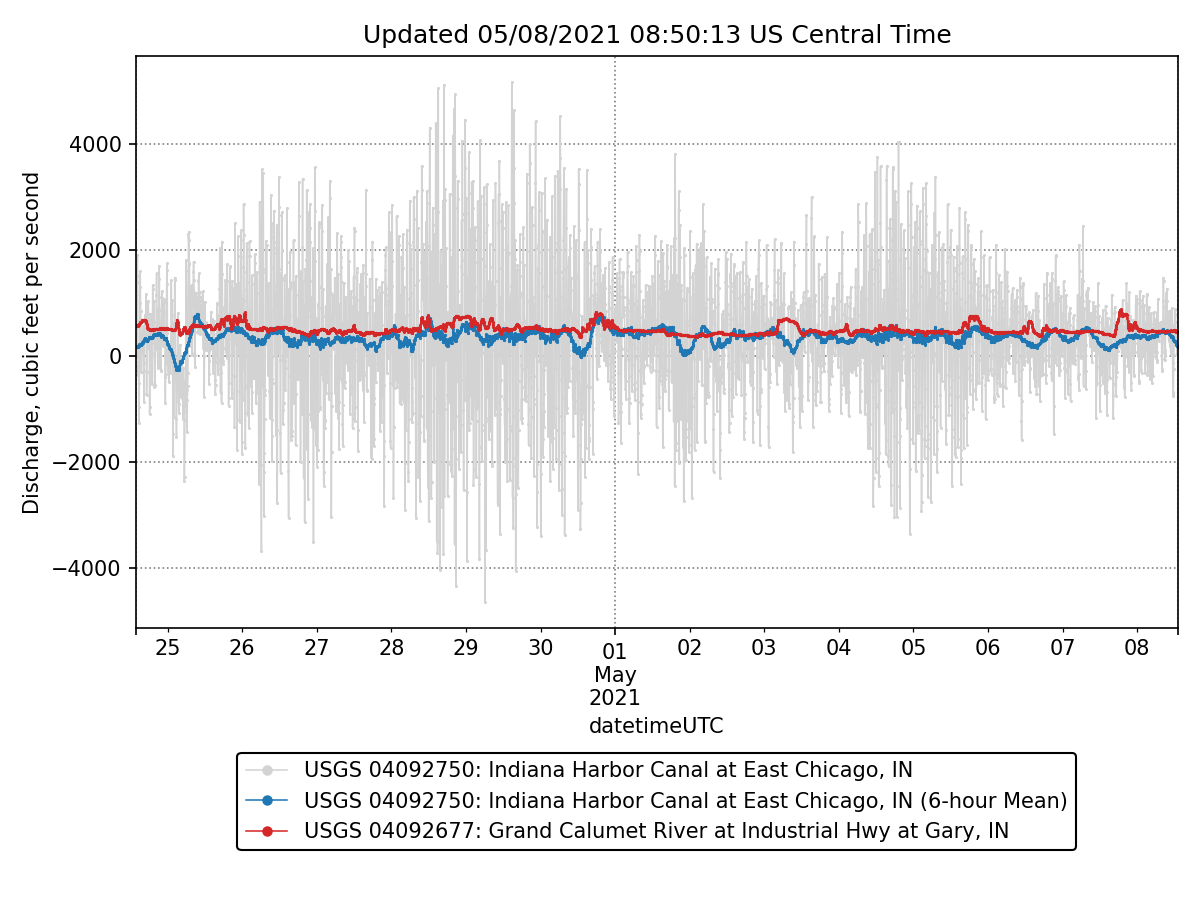 Updated 05/08/2021 08:50:13 US Central Time
Discharge, cubic feet per second
4000
2000
0
−2000
−4000
25 26 27 28 29 30 01 02 03 04 05 06 07 08
May
2021
datetimeUTC
USGS 04092750: Indiana Harbor Canal at East Chicago, IN
USGS 04092750: Indiana Harbor Canal at East Chicago, IN (6-hour Mean)
USGS 04092677: Grand Calumet River at Industrial Hwy at Gary, IN